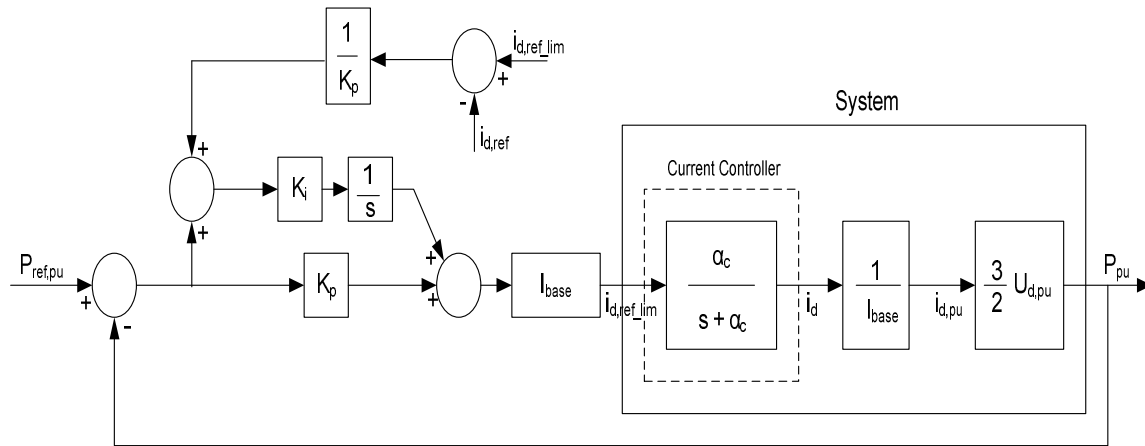 1
K_p
i_d,ref_lim
+
-
i_d,ref
System
+
Current Controller
K_i
1
s
+
P_ref,pu
+
-
K_p
+
+
I_base
i_d,ref_lim
α_c
s + α_c
i_d
1
I_base
i_d,pu
3
2
U_d,pu
P_pu